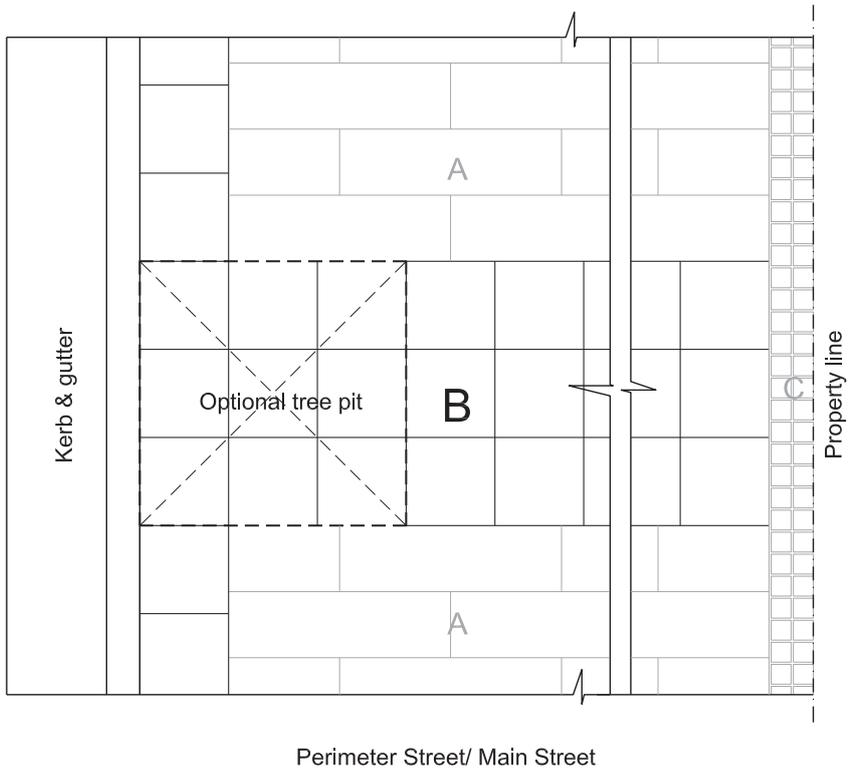 A
Kerb & gutter
Optional tree pit
B
C
Property line
A
Perimeter Street/ Main Street